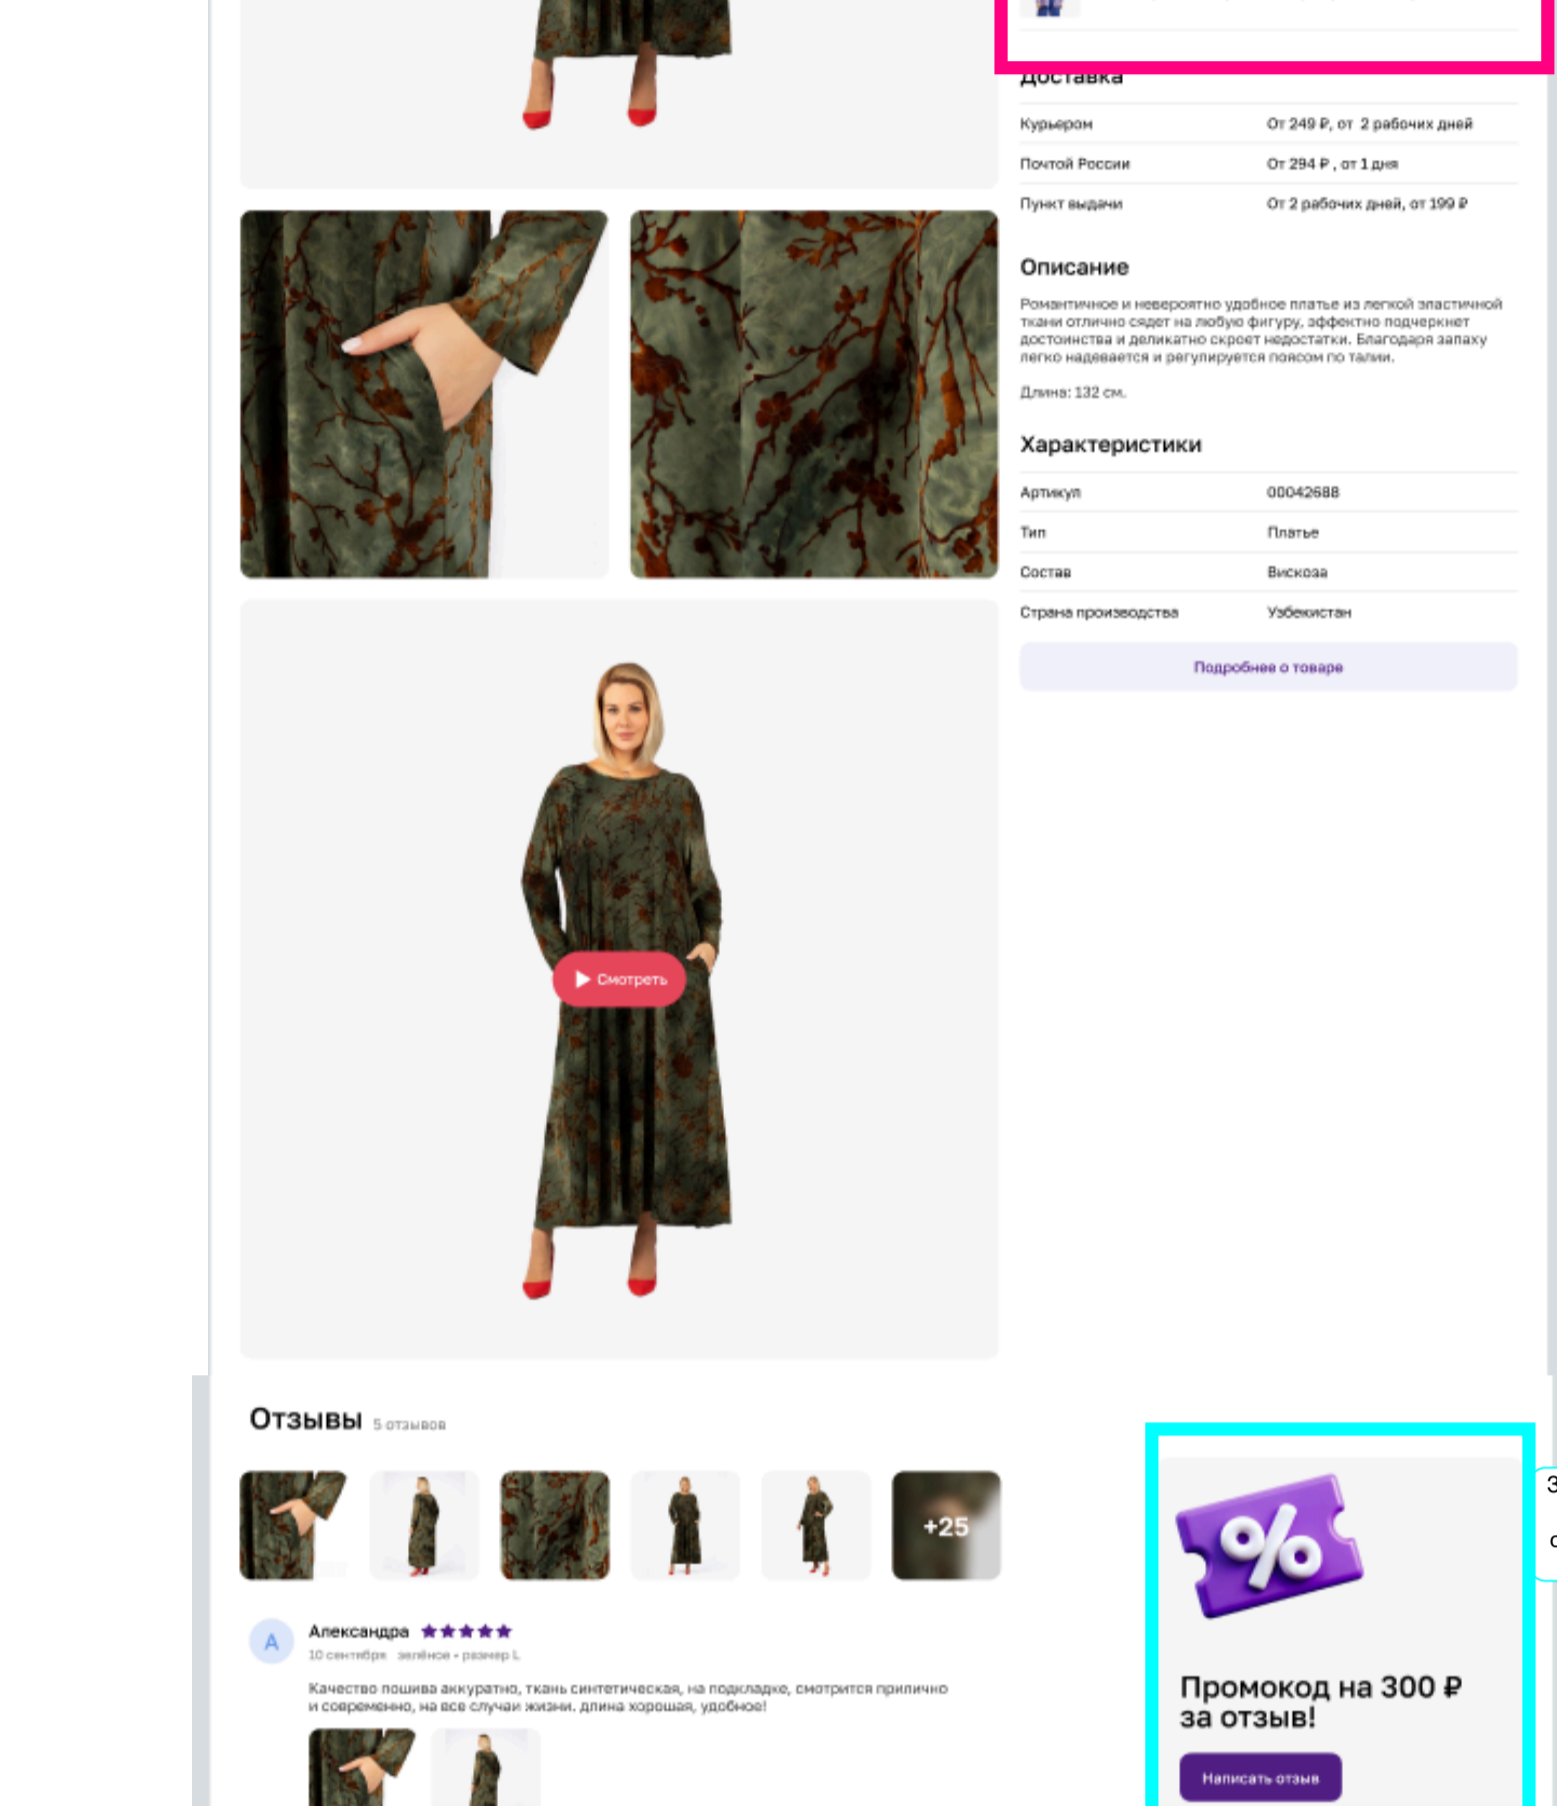 Доставка
Курьером От 249 ₽, от 2 рабочих дней
Почтой России От 294 ₽ , от 1 дня
Пункт выдачи От 2 рабочих дней, от 199 ₽
Описание
Романтичное и невероятно удобное платье из легкой эластичной
ткани отлично сядет на любую фигуру, эффектно подчеркнет
достоинства и деликатно скроет недостатки. Благодаря запаху
легко надевается и регулируется поясом по талии.
Длина: 132 см.
Характеристики
Артикул 00042688
Тип Платье
Состав Вискоза
Страна производства Узбекистан
Подробнее о товаре
Смотреть
Отзывы 5 отзывов
+25
%
А
Александра
10 сентября зелёное • размер L
Качество пошива аккуратно, ткань синтетическая, на подкладке, смотрится прилично
и современно, на все случаи жизни. длина хорошая, удобное!
Промокод на 300 ₽
за отзыв!
Написать отзыв